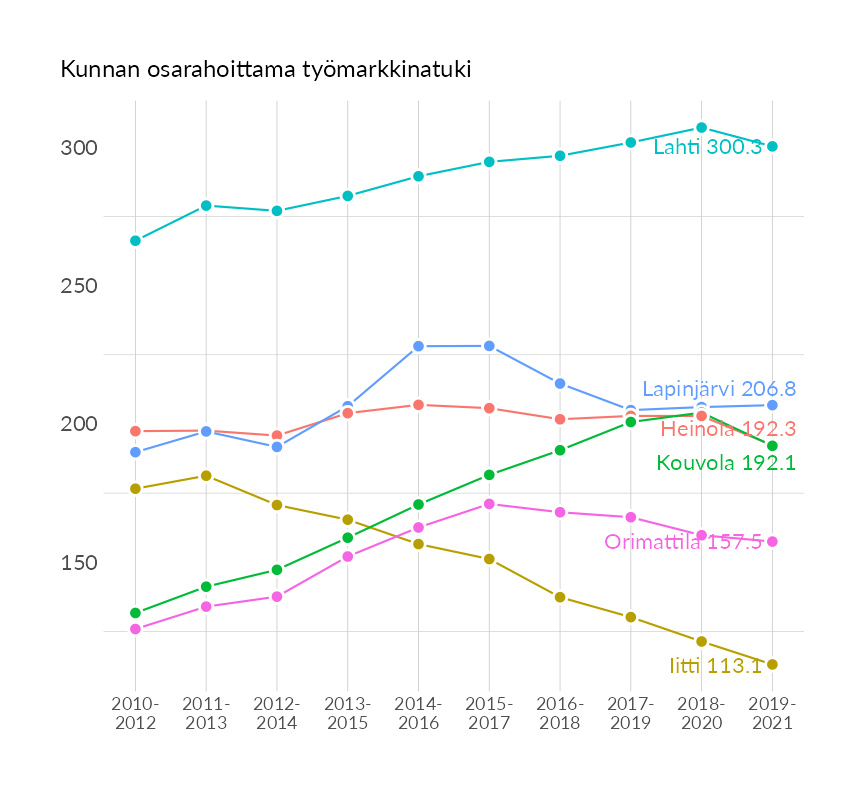 Kunnan osarahoittama työmarkkinatuki
300
Lahti 300.3
250
Lapinjärvi 206.8
200
Heinola 192.3
Kouvola 192.1
150
Orimattila 157.5
Iitti 113.1
2010- 2011- 2012- 2013- 2014- 2015- 2016- 2017- 2018- 2019-
2012 2013 2014 2015 2016 2017 2018 2019 2020 2021